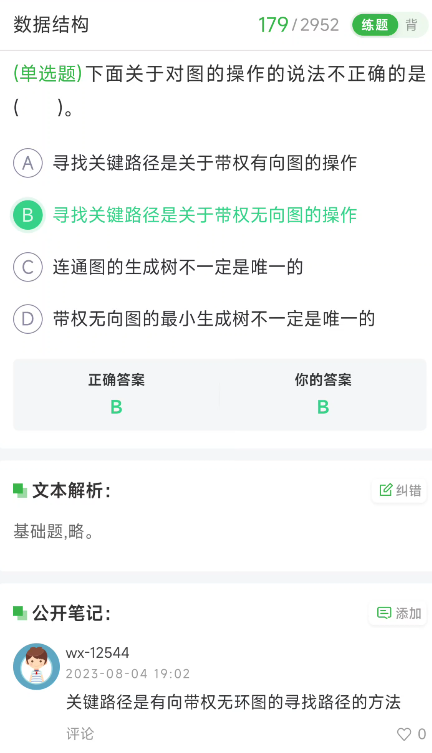 数据结构 179/2952 练题 背
(单选题)下面关于对图的操作的说法不正确的是
( )。
A 寻找关键路径是关于带权有向图的操作
B 寻找关键路径是关于带权无向图的操作
C 连通图的生成树不一定是唯一的
D 带权无向图的最小生成树不一定是唯一的
正确答案 你的答案
B B
文本解析: 纠错
基础题,略。
公开笔记: 添加
wx-12544
2023-08-04 19:02
关键路径是有向带权无环图的寻找路径的方法
评论 0